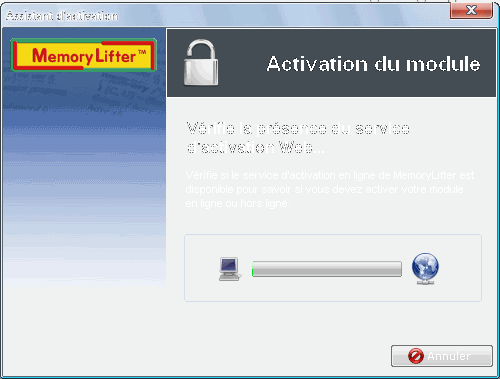 Assistant d'activation
MemoryLifter™
Activation du module
Vérifie la présence du service
d'activation Web...
Vérifie si le service d'activation en ligne de MemoryLifter est
disponible pour savoir si vous devez activer votre module
en ligne ou hors ligne
Annuler